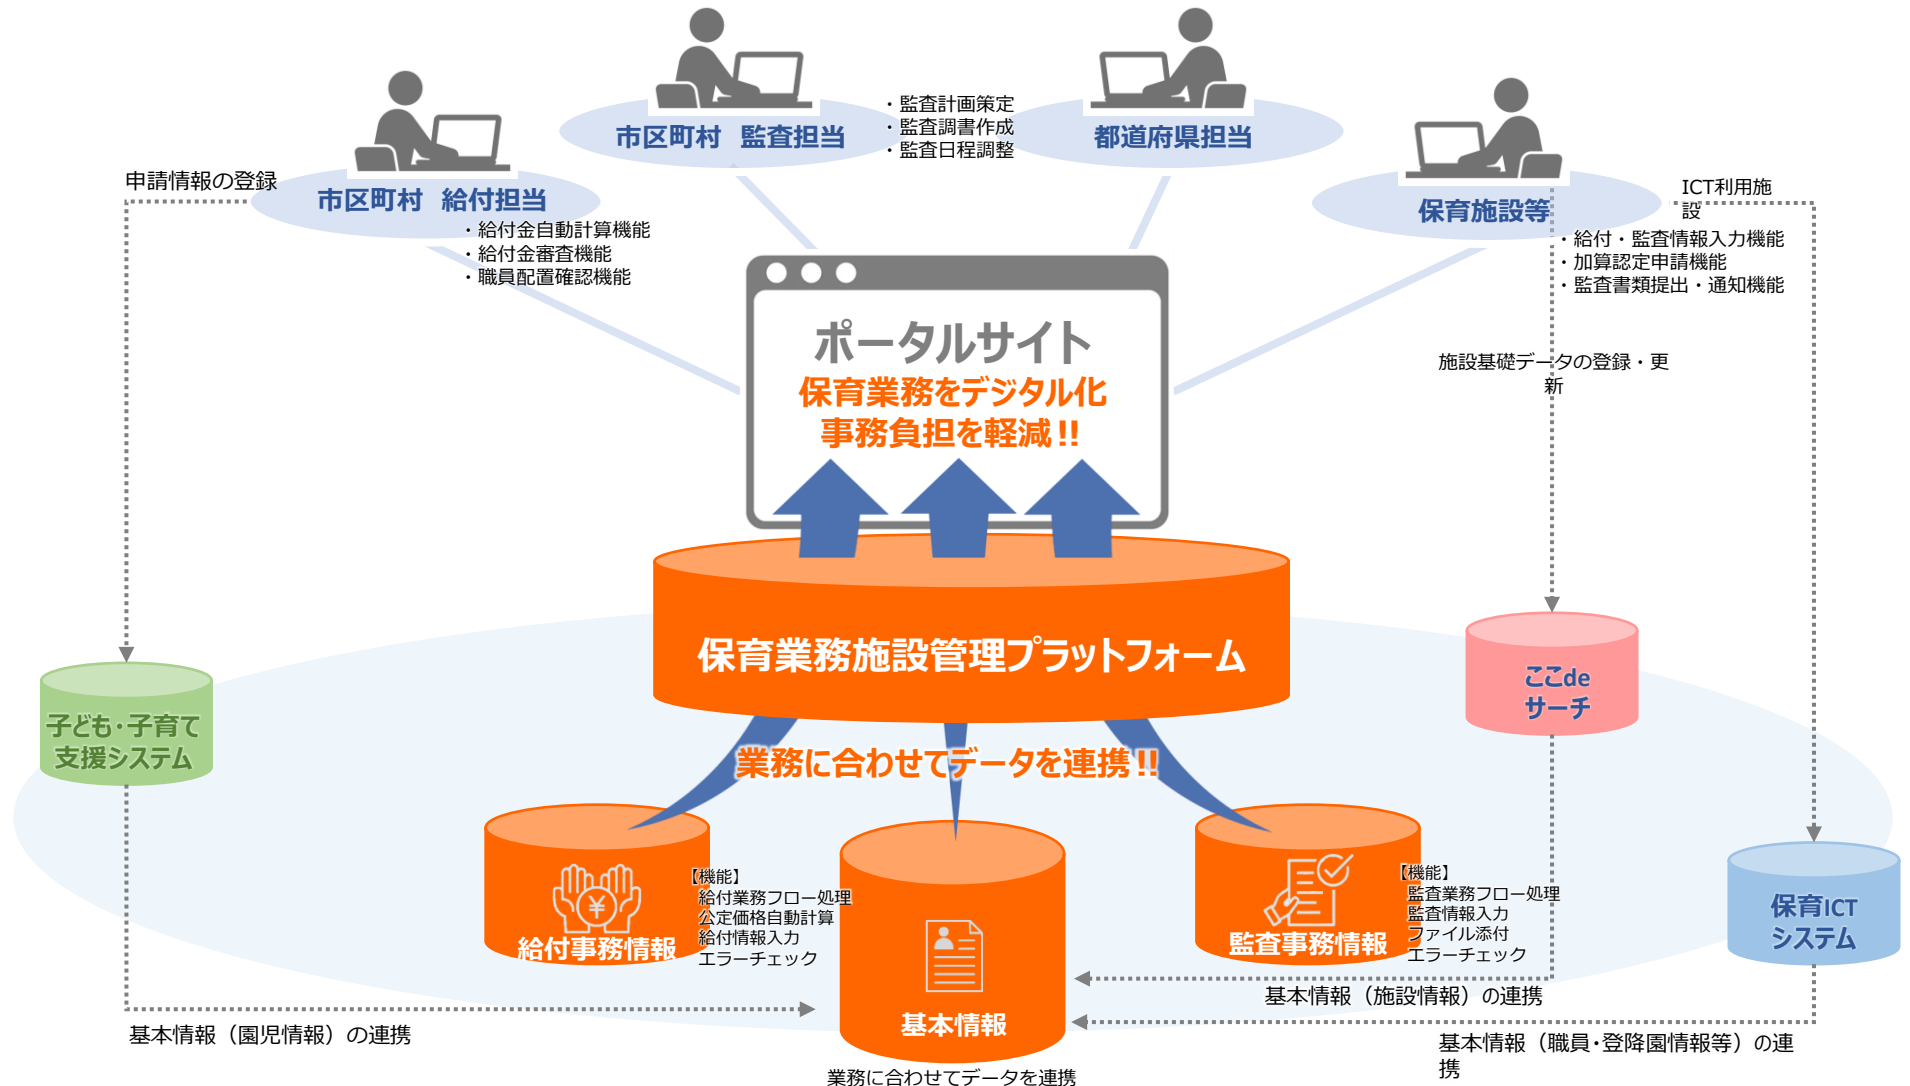 ・監査計画策定
・監査調書作成
・監査日程調整
市区町村　監査担当
都道府県担当
申請情報の登録
市区町村　給付担当
・給付金自動計算機能
・給付金審査機能
・職員配置確認機能
保育施設等
ICT利用施
設
・給付・監査情報入力機能
・加算認定申請機能
・監査書類提出・通知機能
ポータルサイト
保育業務をデジタル化
事務負担を軽減!!
施設基礎データの登録・更
新
保育業務施設管理プラットフォーム
ここde
サーチ
子ども・子育て
支援システム
業務に合わせてデータを連携!!
給付事務情報
【機能】
給付業務フロー処理
公定価格自動計算
給付情報入力
エラーチェック
監査事務情報
【機能】
監査業務フロー処理
監査情報入力
ファイル添付
エラーチェック
保育ICT
システム
基本情報
基本情報（施設情報）の連携
基本情報（園児情報）の連携
基本情報（職員・登降園情報等）の連
携
業務に合わせてデータを連携